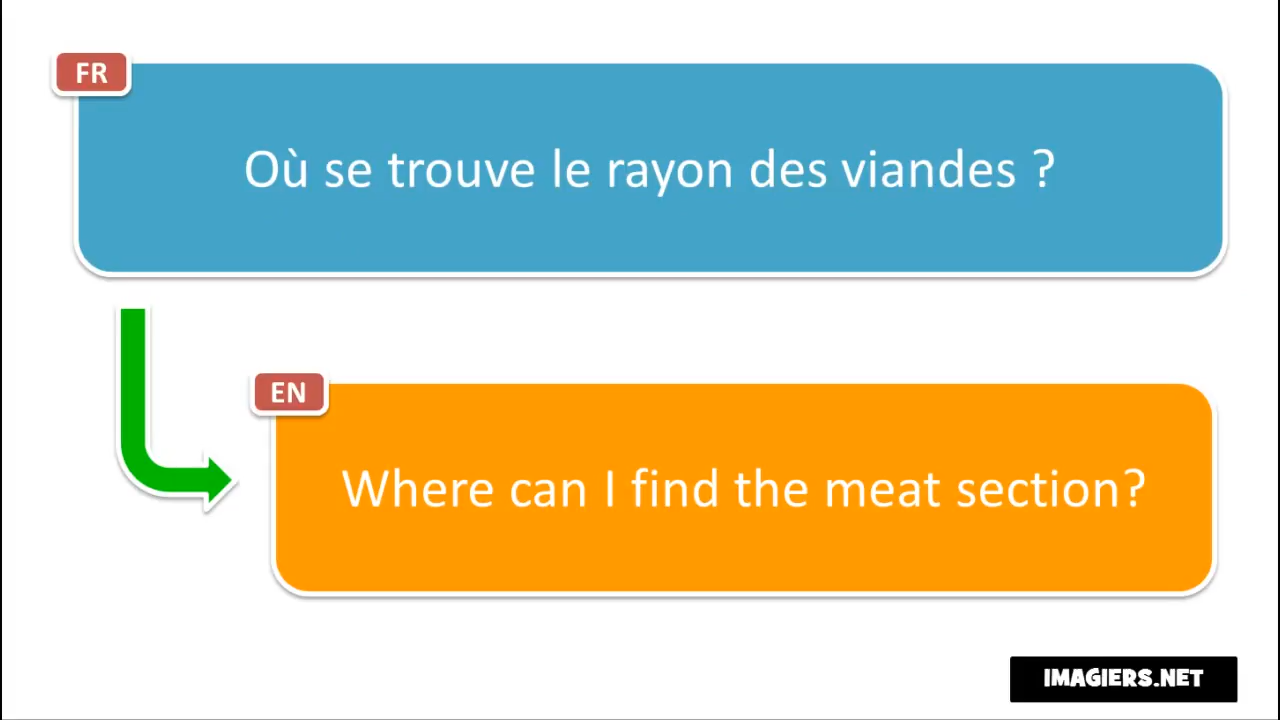 FR
Où se trouve le rayon des viandes ?
EN
Where can I find the meat section?
IMAGIERS.NET